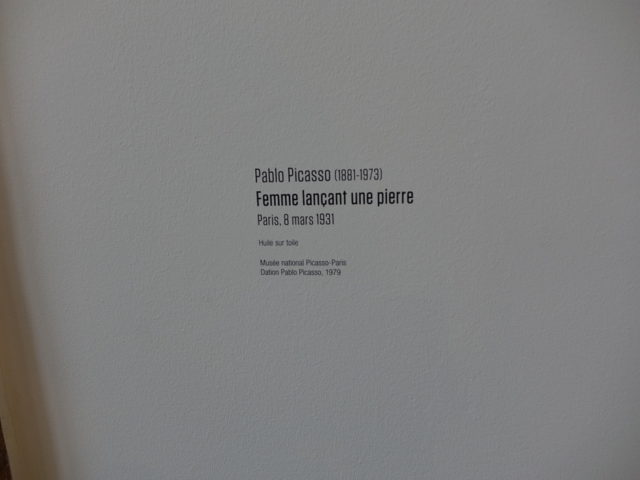 Pablo Picasso (1881-1973)
Femme lançant une pierre
Paris, 8 mars 1931
Huile sur toile
Musée national Picasso-Paris
Dation Pablo Picasso, 1979